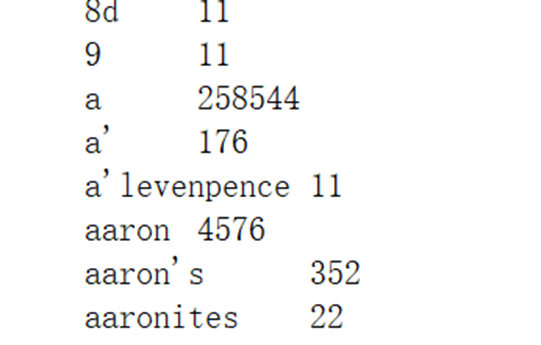 8d 11
9 11
a 258544
a' 176
a'levenpence 11
aaron 4576
aaron's 352
aaronites 22